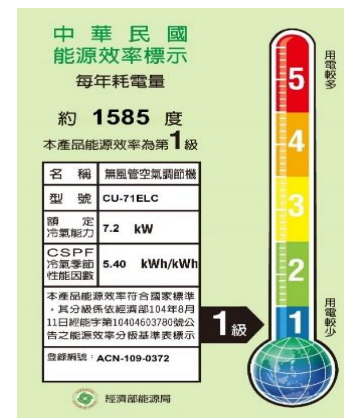 中華民國
能源效率標示
每年耗電量
約 1585 度
本產品能源效率為第1級
名稱 無風管空氣調節機
型號 CU-71ELC
額定
冷氣能力 7.2 kW
CSPF
冷氣季節
性能因數 5.40 kWh/kWh
本產品能源效率符合國家標準
，其分級係依經濟部104年8月
11日經能字第10404603780號公
告之能源效率分級基準表標示
登錄編號：ACN-109-0372
經濟部能源局
用電較多
5
4
3
2
1
1級
用電較少